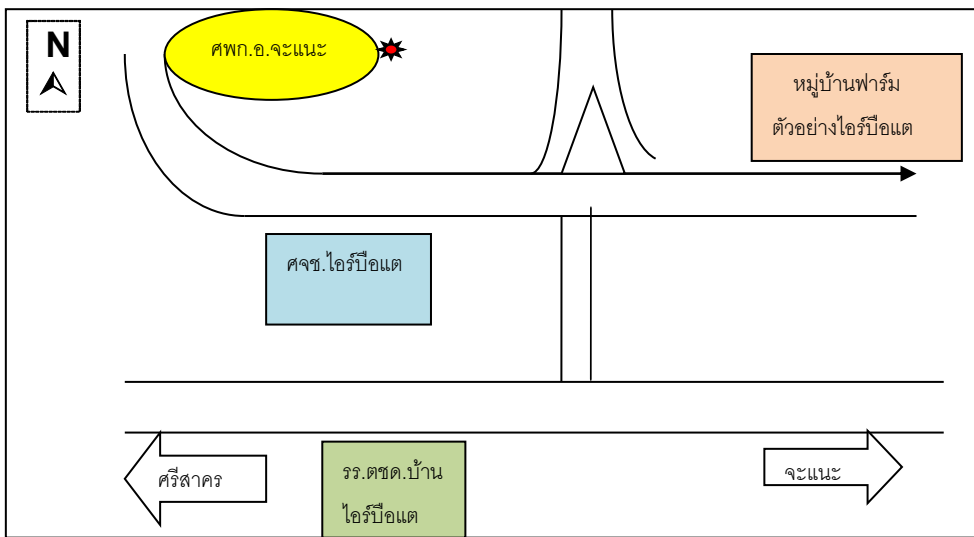 N
ศพก.อ.จะแนะ
หมู่บ้านฟาร์ม
ตัวอย่างไอร์บือแต
ศจช.ไอร์บือแต
ศรีสาคร
รร.ตชด.บ้าน
ไอร์บือแต
จะแนะ